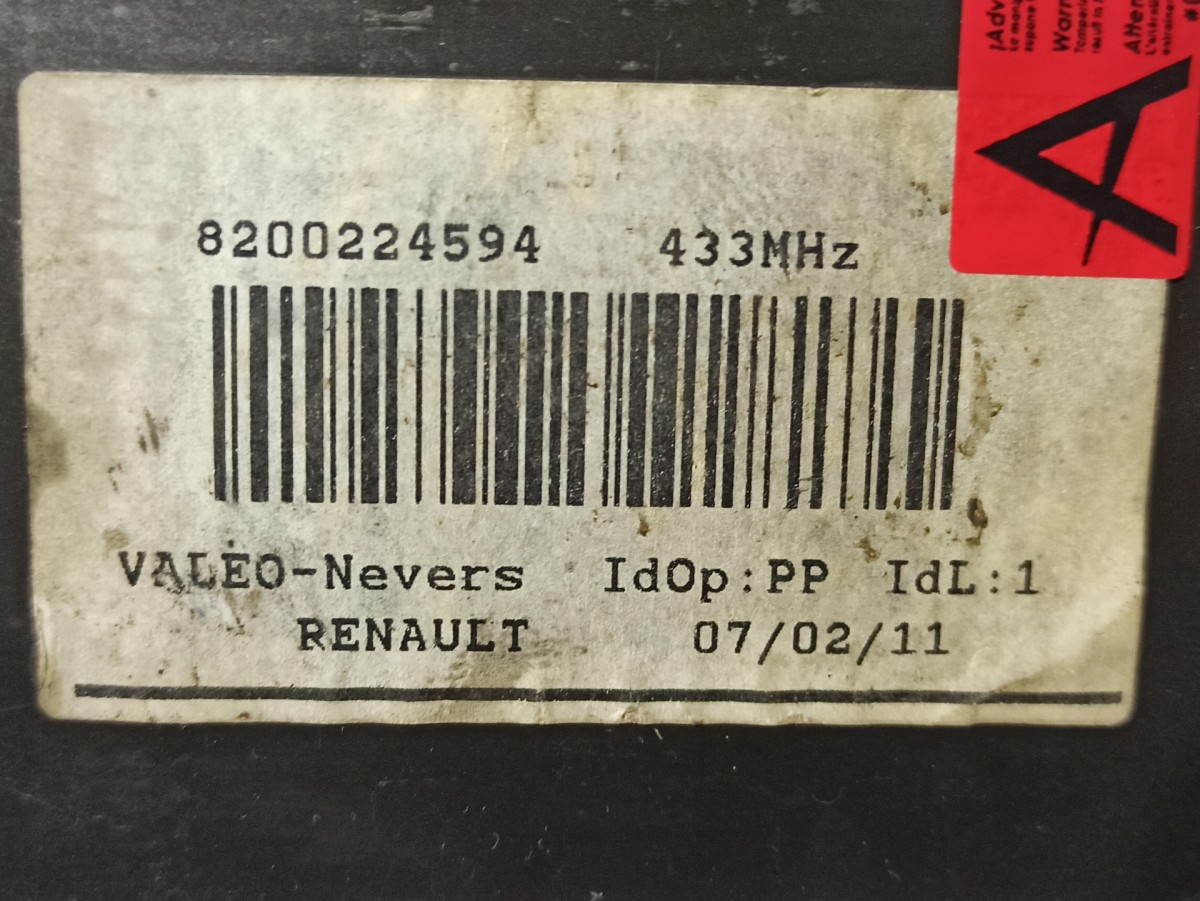 8200224594 433MHz
VALEO-Nevers IdOp:PP IdL:1
RENAULT 07/02/11
A